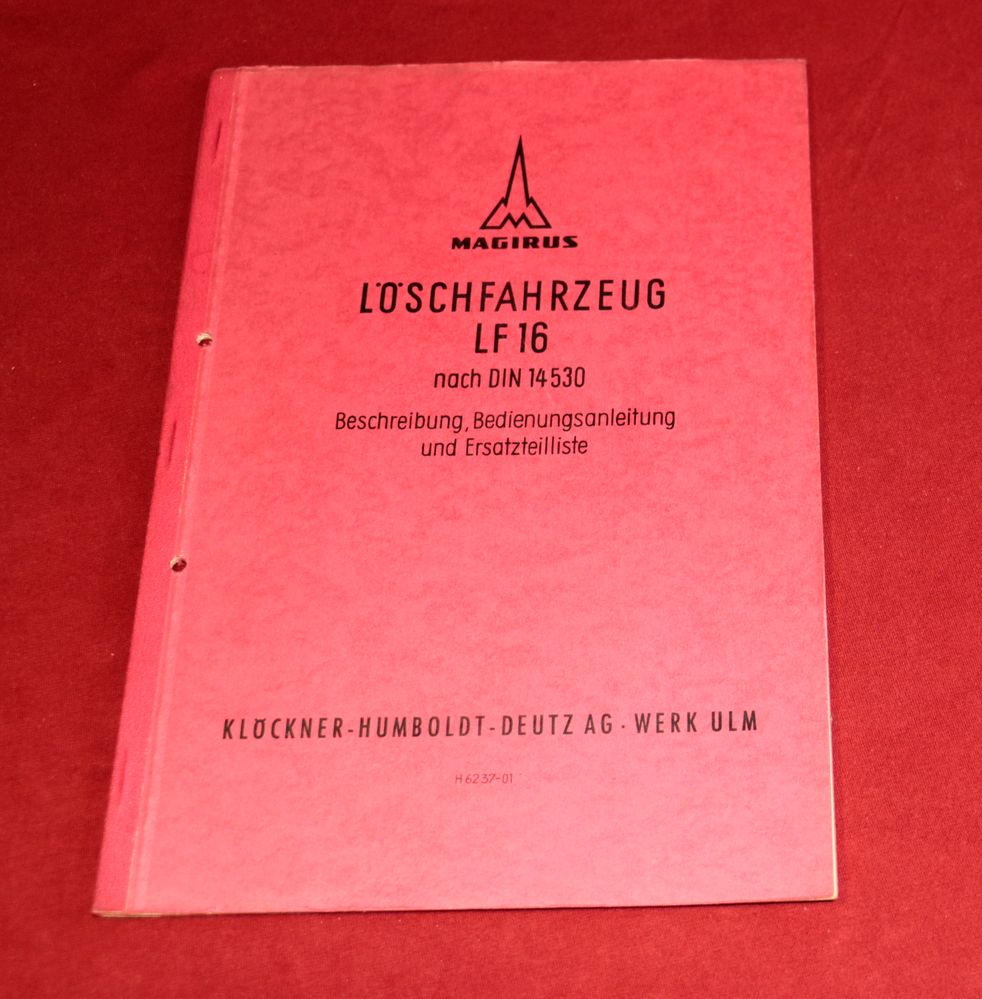 MAGIRUS
LÖSCHFAHRZEUG
LF 16
nach DIN 14530
Beschreibung, Bedienungsanleitung
und Ersatzteilliste
KLÖCKNER-HUMBOLDT-DEUTZ AG · WERK ULM
H 6237-01